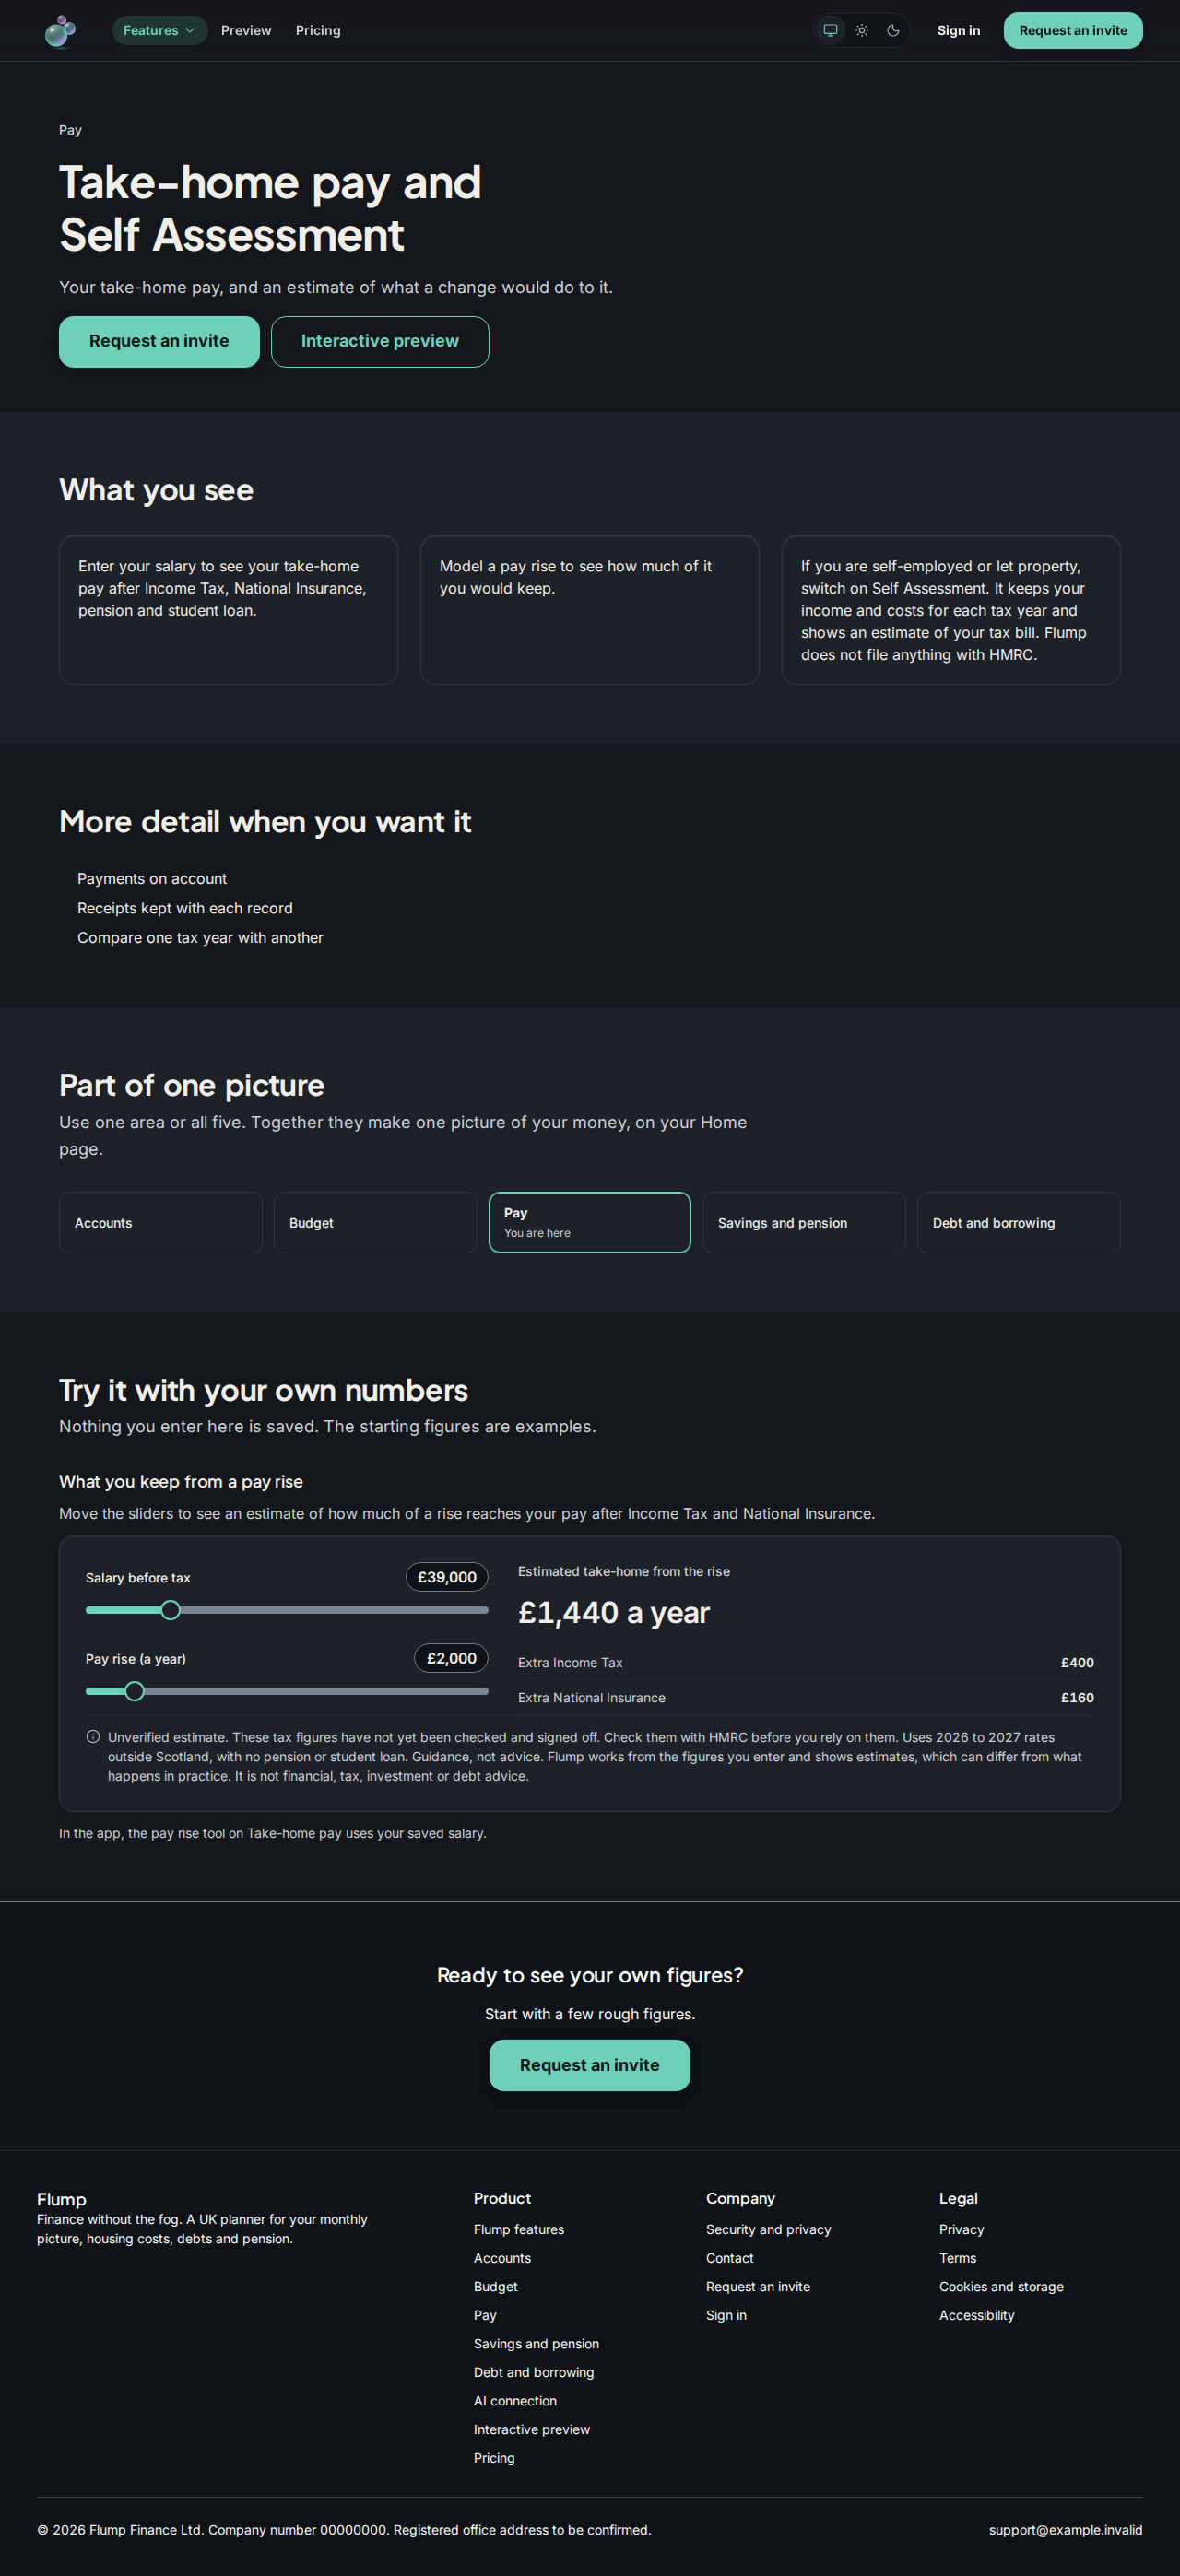 Features Preview Pricing Sign in Request an invite
Pay
Take-home pay and
Self Assessment
Your take-home pay, and an estimate of what a change would do to it.
Request an invite Interactive preview
What you see
Enter your salary to see your take-home
pay after Income Tax, National Insurance,
pension and student loan.
Model a pay rise to see how much of it
you would keep.
If you are self-employed or let property,
switch on Self Assessment. It keeps your
income and costs for each tax year and
shows an estimate of your tax bill. Flump
does not file anything with HMRC.
More detail when you want it
Payments on account
Receipts kept with each record
Compare one tax year with another
Part of one picture
Use one area or all five. Together they make one picture of your money, on your Home
page.
Accounts
Budget
Pay
You are here
Savings and pension
Debt and borrowing
Try it with your own numbers
Nothing you enter here is saved. The starting figures are examples.
What you keep from a pay rise
Move the sliders to see an estimate of how much of a rise reaches your pay after Income Tax and National Insurance.
Salary before tax £39,000
Pay rise (a year) £2,000
Estimated take-home from the rise
£1,440 a year
Extra Income Tax £400
Extra National Insurance £160
Unverified estimate. These tax figures have not yet been checked and signed off. Check them with HMRC before you rely on them. Uses 2026 to 2027 rates
outside Scotland, with no pension or student loan. Guidance, not advice. Flump works from the figures you enter and shows estimates, which can differ from what
happens in practice. It is not financial, tax, investment or debt advice.
In the app, the pay rise tool on Take-home pay uses your saved salary.
Ready to see your own figures?
Start with a few rough figures.
Request an invite
Flump
Finance without the fog. A UK planner for your monthly
picture, housing costs, debts and pension.
Product
Flump features
Accounts
Budget
Pay
Savings and pension
Debt and borrowing
AI connection
Interactive preview
Pricing
Company
Security and privacy
Contact
Request an invite
Sign in
Legal
Privacy
Terms
Cookies and storage
Accessibility
© 2026 Flump Finance Ltd. Company number 00000000. Registered office address to be confirmed.
support@example.invalid